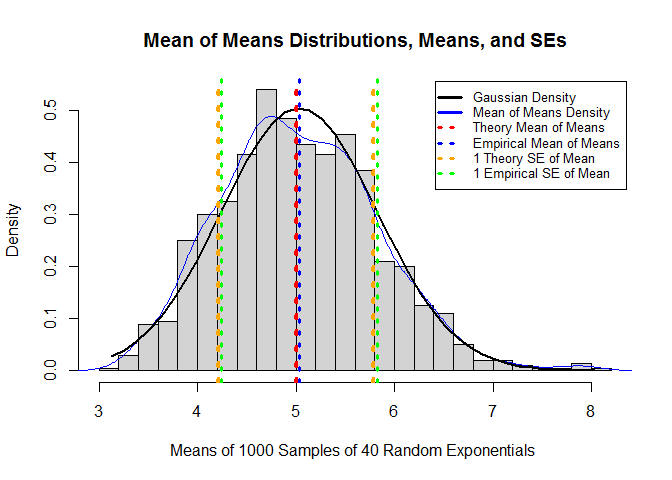 Mean of Means Distributions, Means, and SEs
Gaussian Density
Mean of Means Density
Theory Mean of Means
Empirical Mean of Means
1 Theory SE of Mean
1 Empirical SE of Mean
Density
0.5
0.4
0.3
0.2
0.1
0.0
3 4 5 6 7 8
Means of 1000 Samples of 40 Random Exponentials